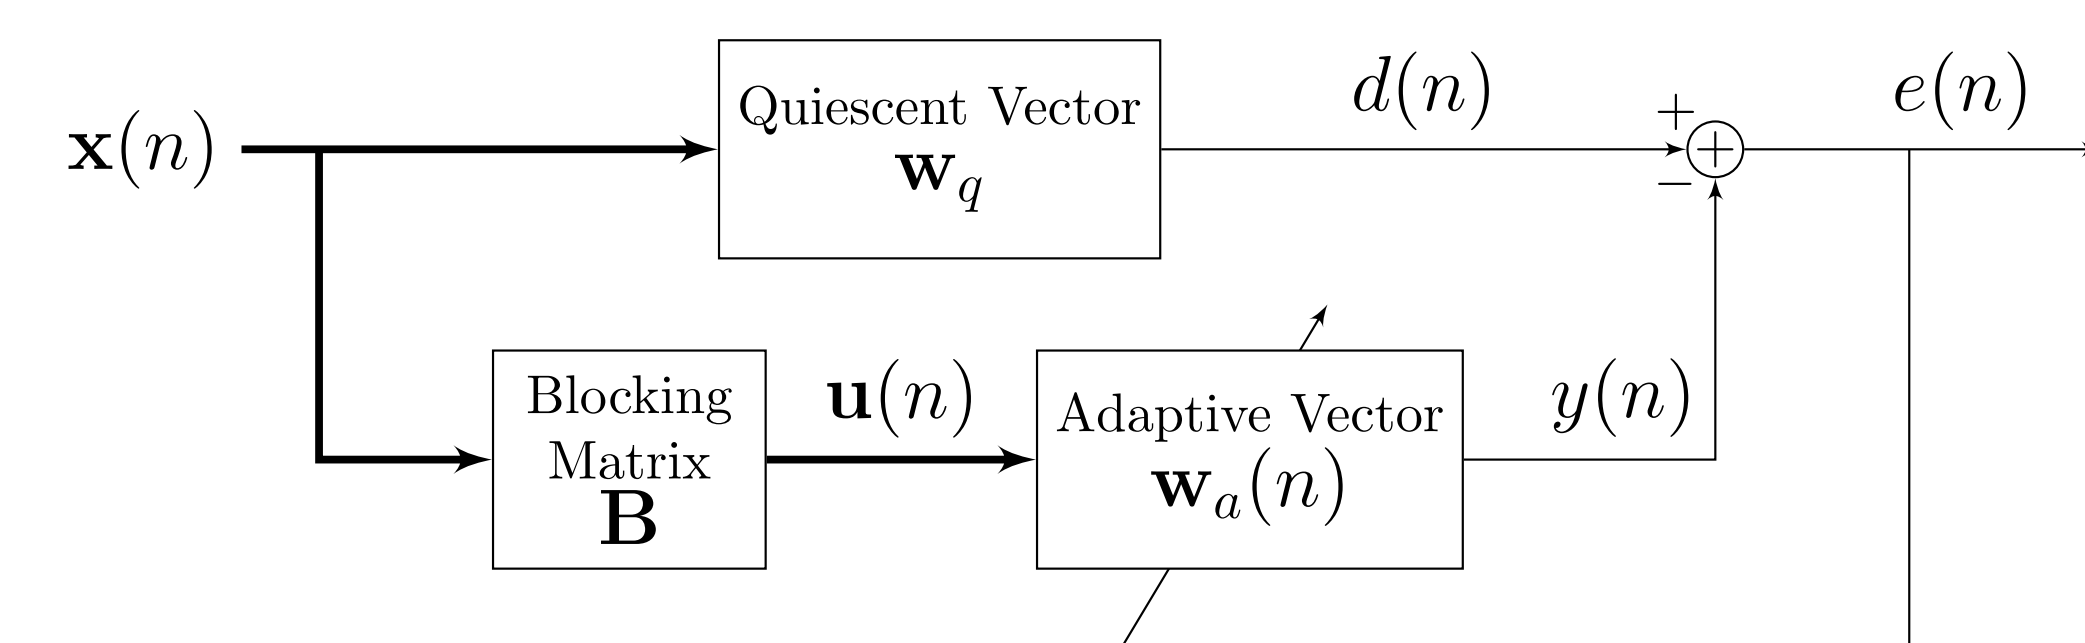 x(n)
Quiescent Vector
w_q
d(n)
+
+
−
e(n)
Blocking
Matrix
B
u(n)
Adaptive Vector
w_a(n)
y(n)